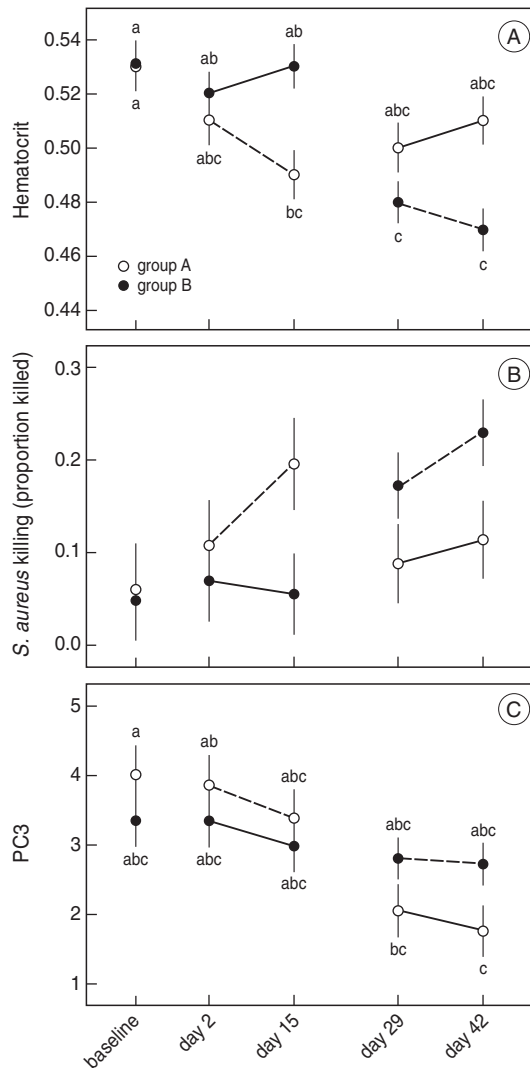 A
0.54
0.52
0.50
0.48
0.46
0.44
Hematocrit
a
a
ab
abc
ab
bc
abc
c
abc
c
group A
group B
B
0.3
0.2
0.1
0.0
S. aureus killing (proportion killed)
C
5
4
3
2
1
PC3
a
abc
ab
abc
abc
abc
abc
bc
abc
c
baseline
day 2
day 15
day 29
day 42